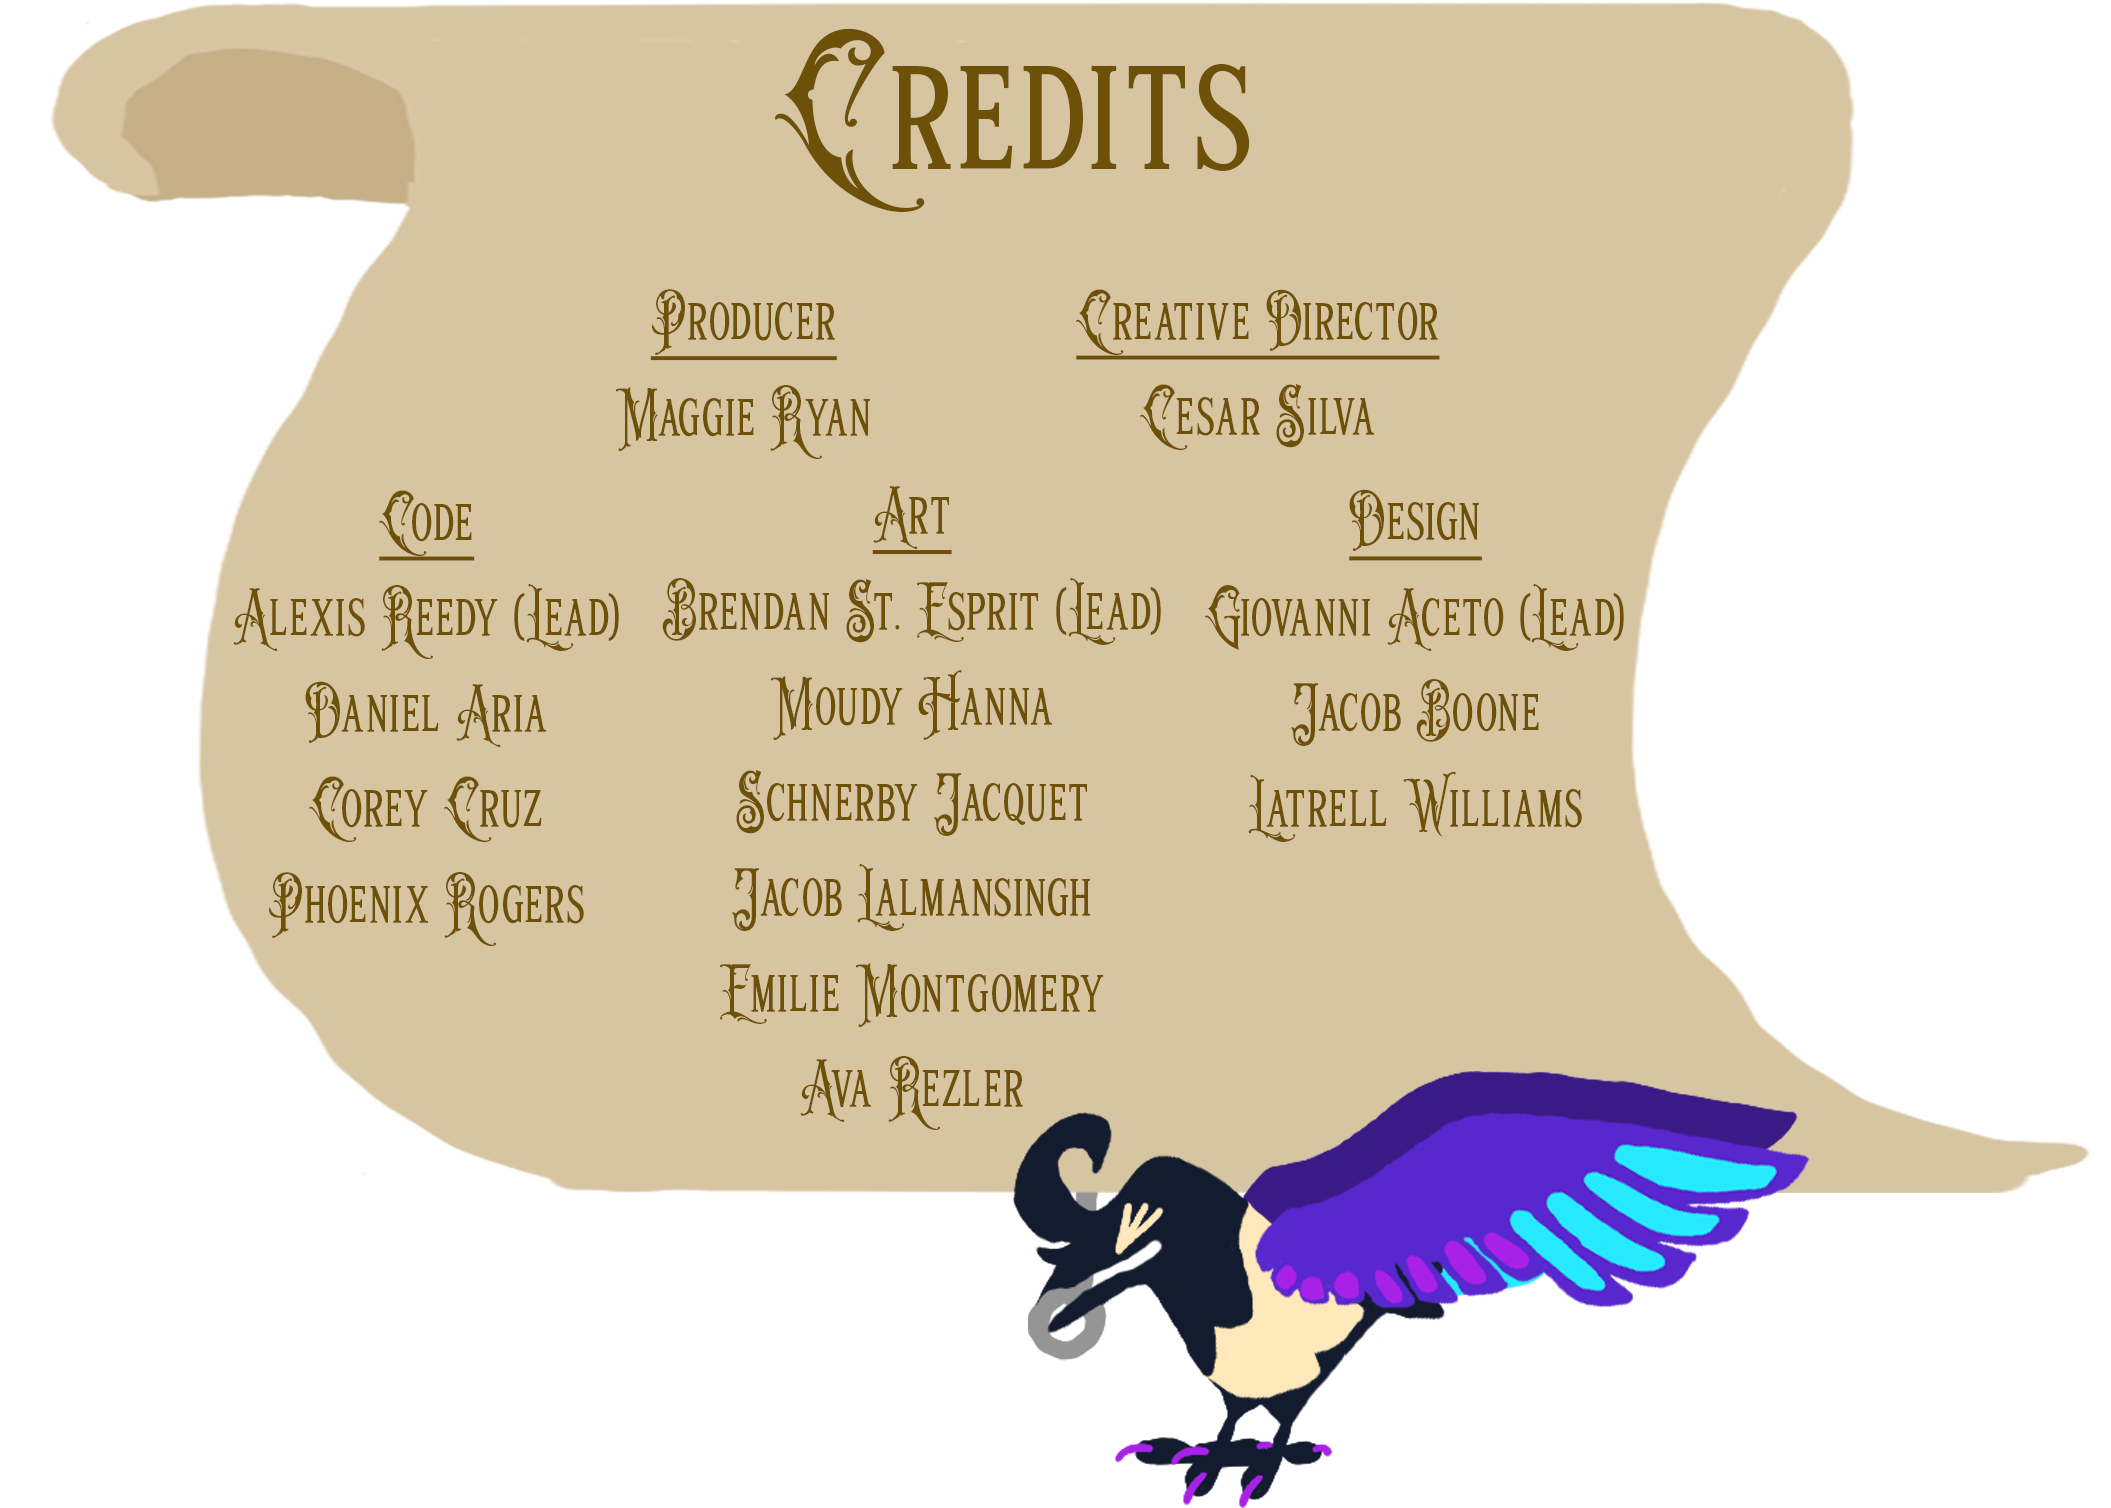 Credits
Producer
Maggie Ryan
Creative Director
Cesar Silva
Code
Alexis Reedy (Lead)
Daniel Aria
Corey Cruz
Phoenix Rogers
Art
Brendan St. Esprit (Lead)
Moudy Hanna
Schnerby Jacquet
Jacob Lalmansingh
Emilie Montgomery
Ava Rezler
Design
Giovanni Aceto (Lead)
Jacob Boone
Latrell Williams